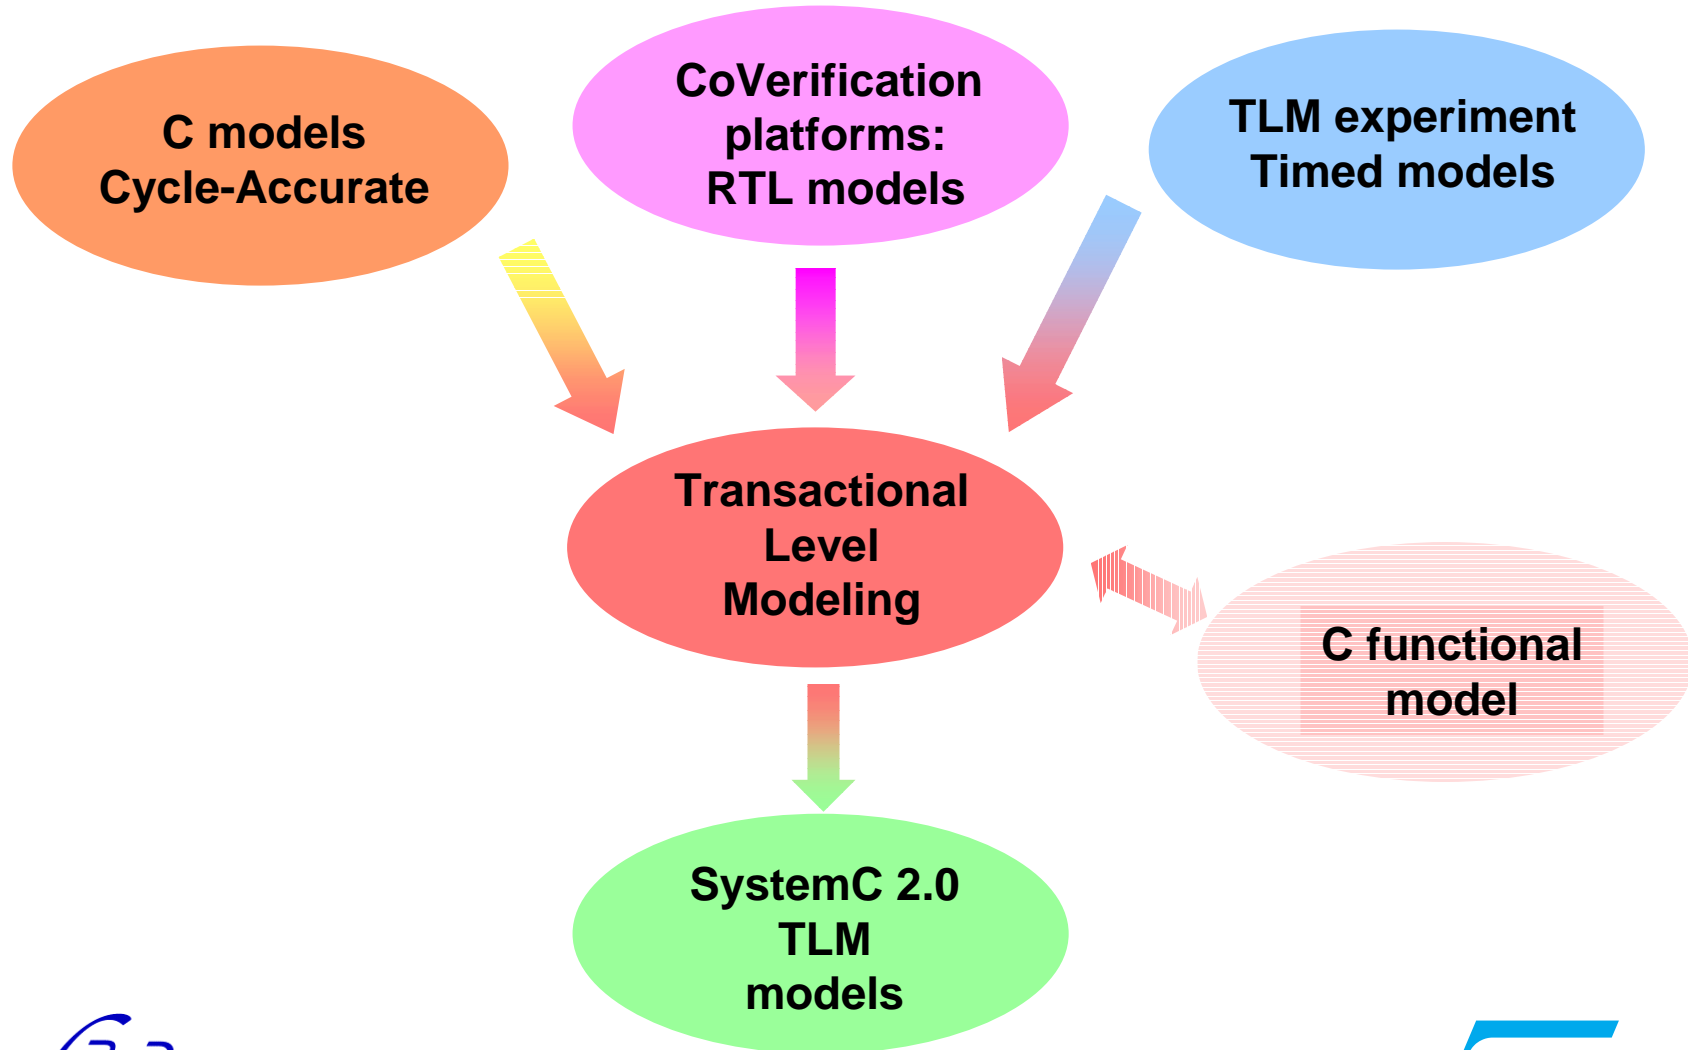 C models
Cycle-Accurate
CoVerification
platforms:
RTL models
TLM experiment
Timed models
Transactional
Level
Modeling
C functional
model
SystemC 2.0
TLM
models